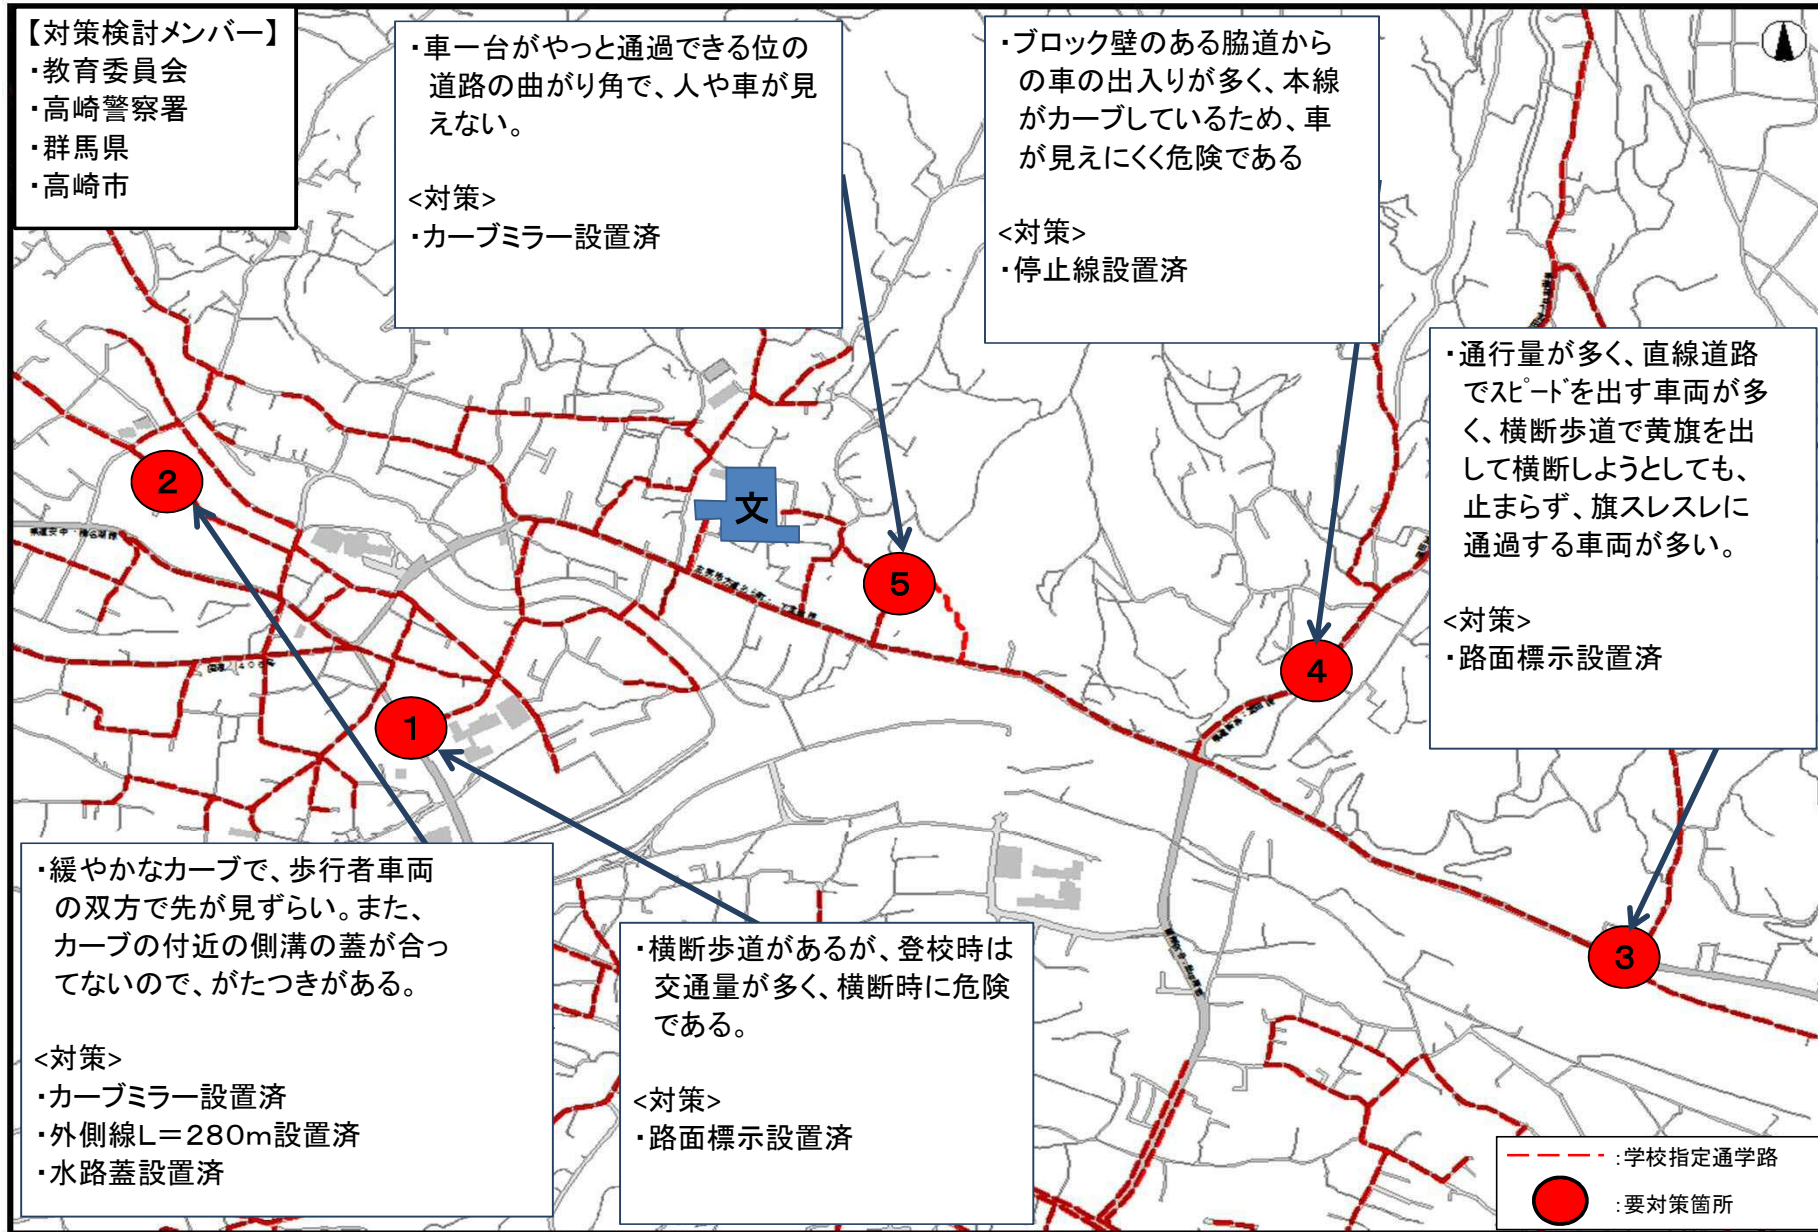 【対策検討メンバー】
・教育委員会
・高崎警察署
・群馬県
・高崎市
・車一台がやっと通過できる位の
道路の曲がり角で、人や車が見
えない。
<対策>
・カーブミラー設置済
・ブロック壁のある脇道から
の車の出入りが多く、本線
がカーブしているため、車
が見えにくく危険である
<対策>
・停止線設置済
・通行量が多く、直線道路
でスピードを出す車両が多
く、横断歩道で黄旗を出
して横断しようとしても、
止まらず、旗スレスレに
通過する車両が多い。
<対策>
・路面標示設置済
2
文
5
4
1
3
国道406号
・緩やかなカーブで、歩行者車両
の双方で先が見ずらい。また、
カーブの付近の側溝の蓋が合っ
てないので、がたつきがある。
<対策>
・カーブミラー設置済
・外側線L=280m設置済
・水路蓋設置済
・横断歩道があるが、登校時は
交通量が多く、横断時に危険
である。
<対策>
・路面標示設置済
:学校指定通学路
:要対策箇所